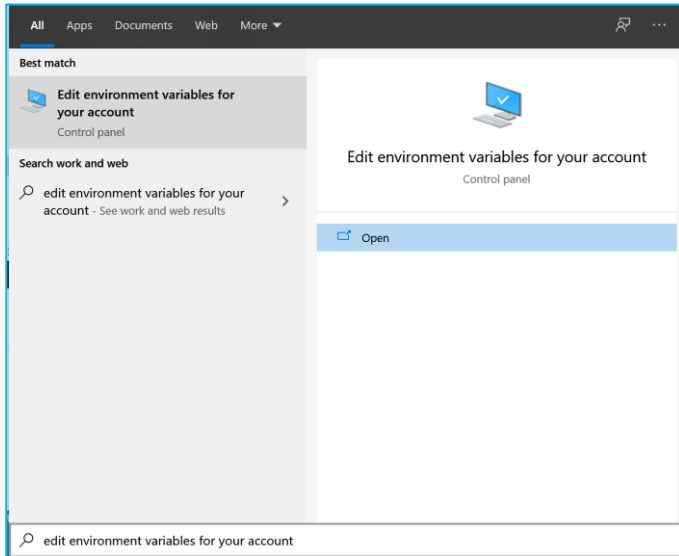 All Apps Documents Web More
Best match
Edit environment variables for
your account
Control panel
Search work and web
edit environment variables for your
account - See work and web results
Edit environment variables for your account
Control panel
Open
edit environment variables for your account